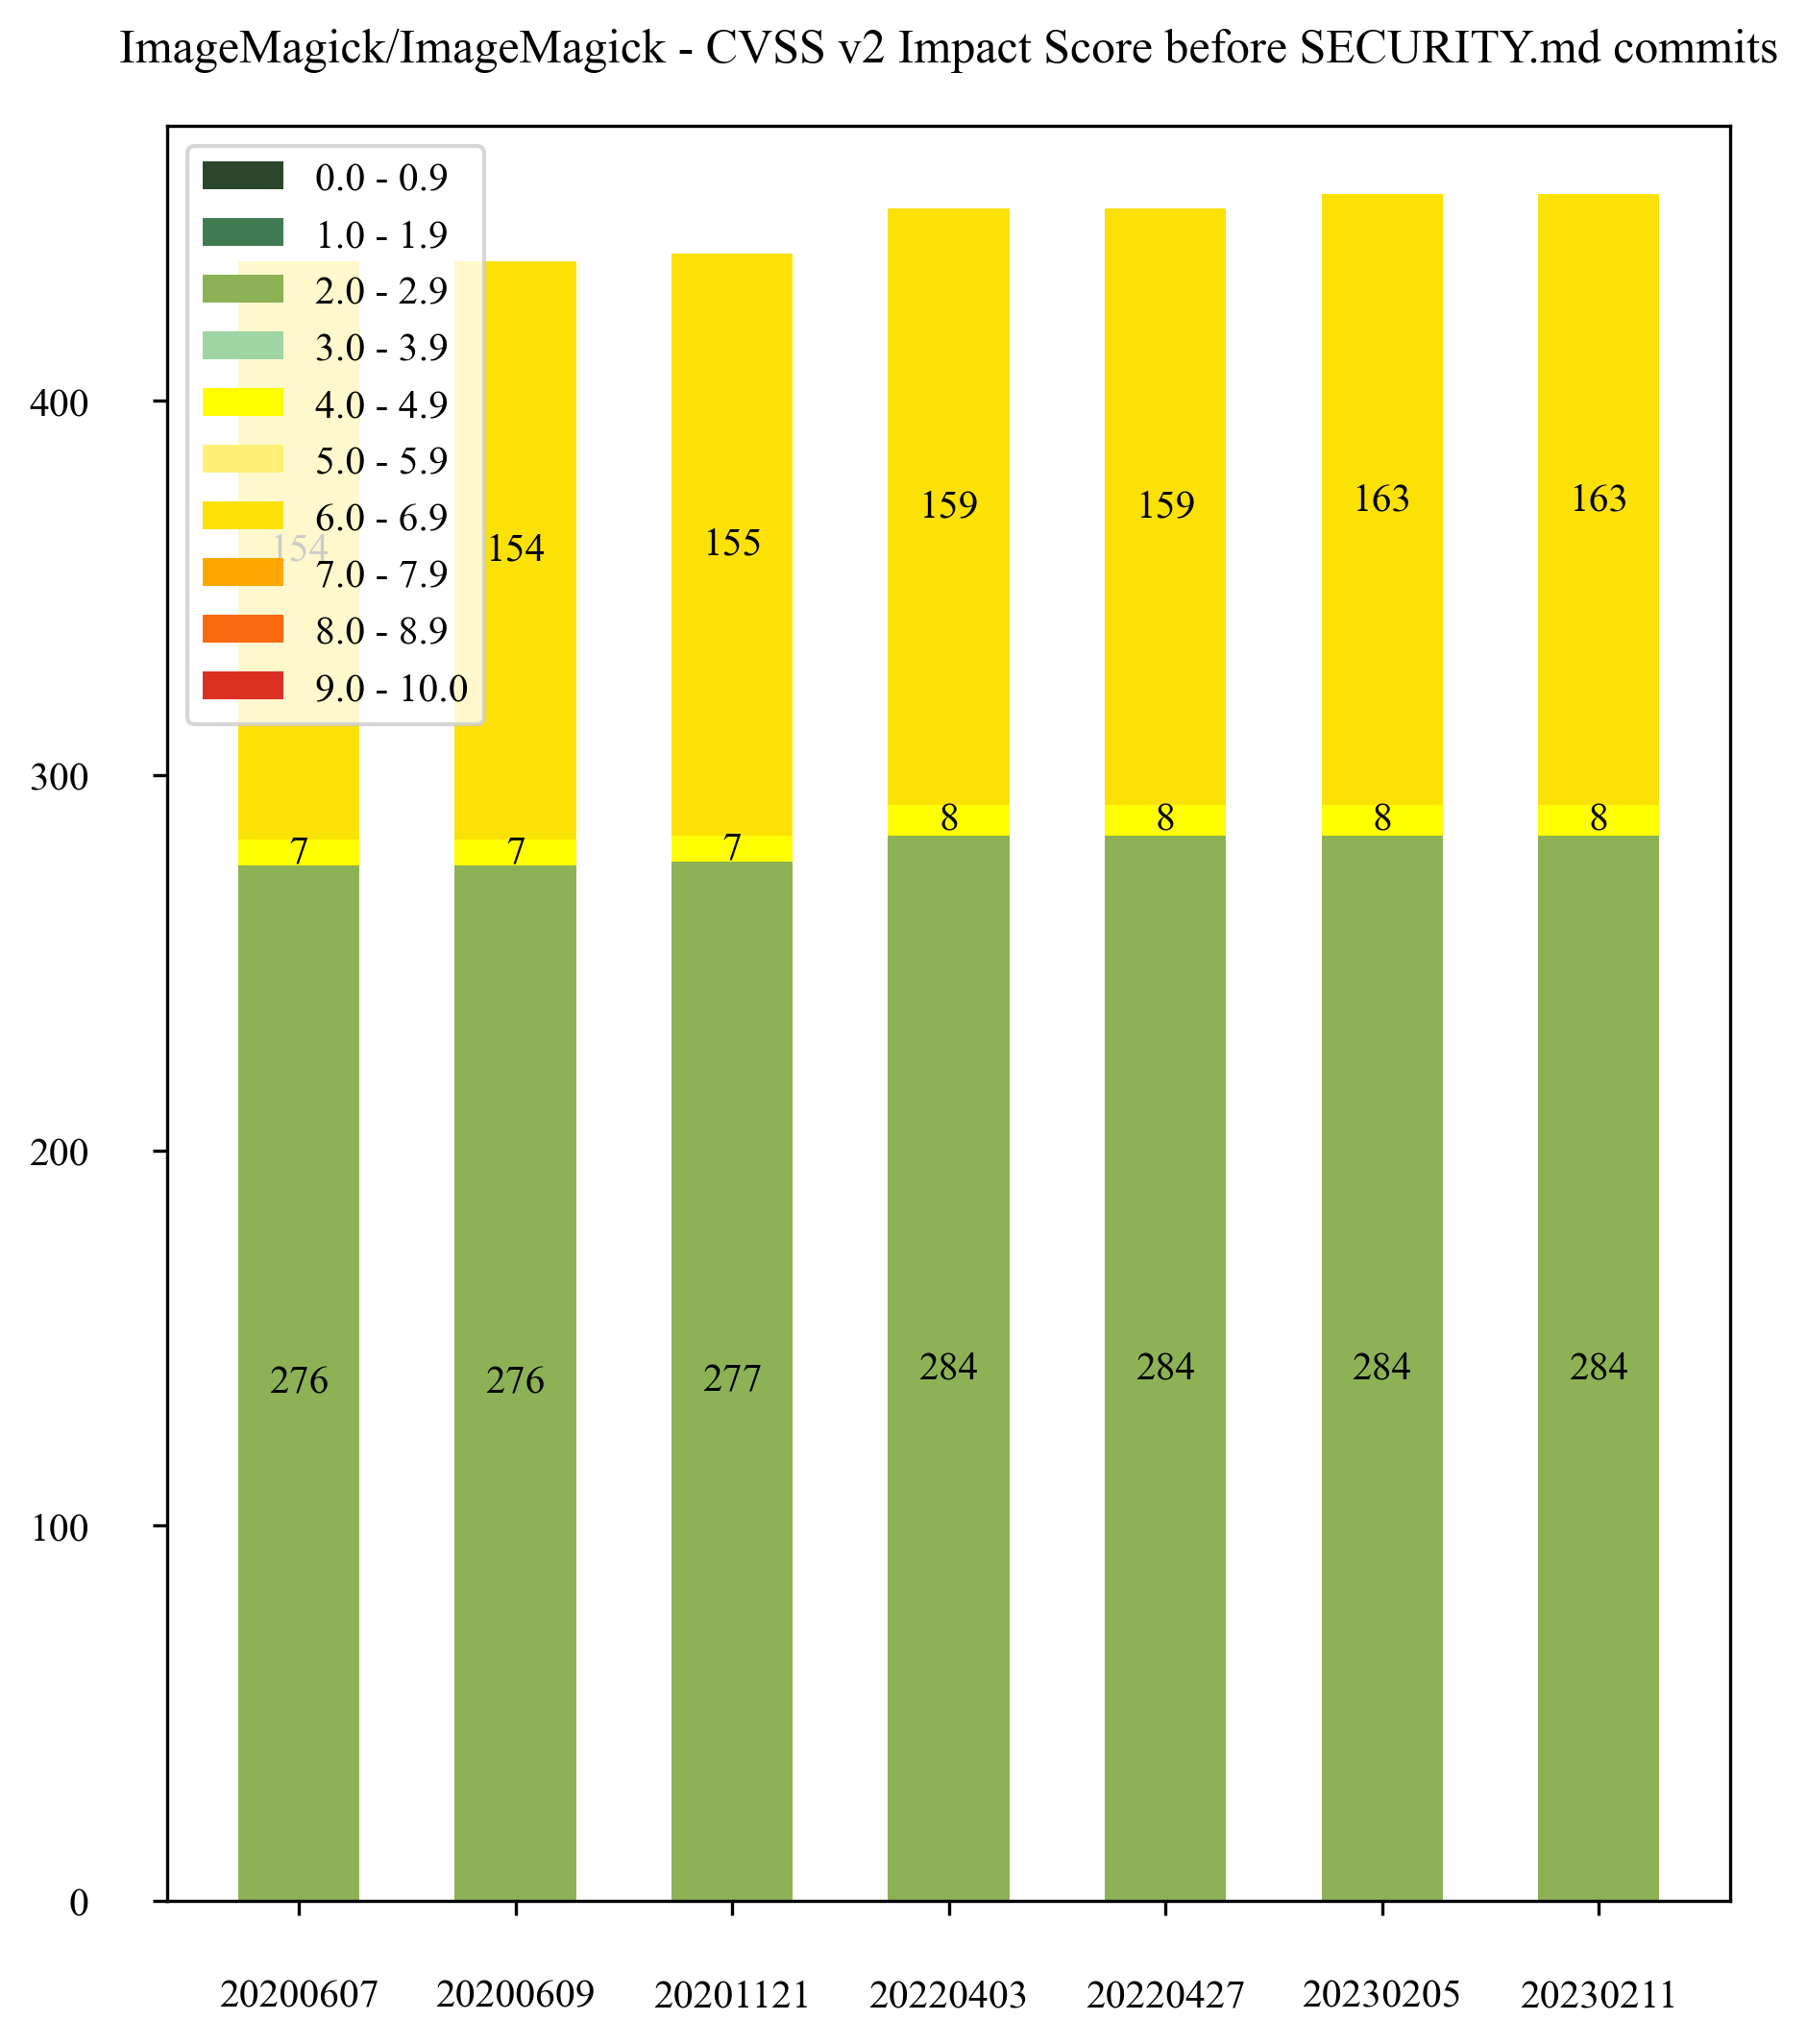 ImageMagick/ImageMagick - CVSS v2 Impact Score before SECURITY.md commits
0.0 - 0.9
1.0 - 1.9
2.0 - 2.9
3.0 - 3.9
4.0 - 4.9
5.0 - 5.9
6.0 - 6.9
7.0 - 7.9
8.0 - 8.9
9.0 - 10.0
400
300
200
100
0
154 154 155 159 159 163 163
7 7 7 8 8 8 8
276 276 277 284 284 284 284
20200607 20200609 20201121 20220403 20220427 20230205 20230211